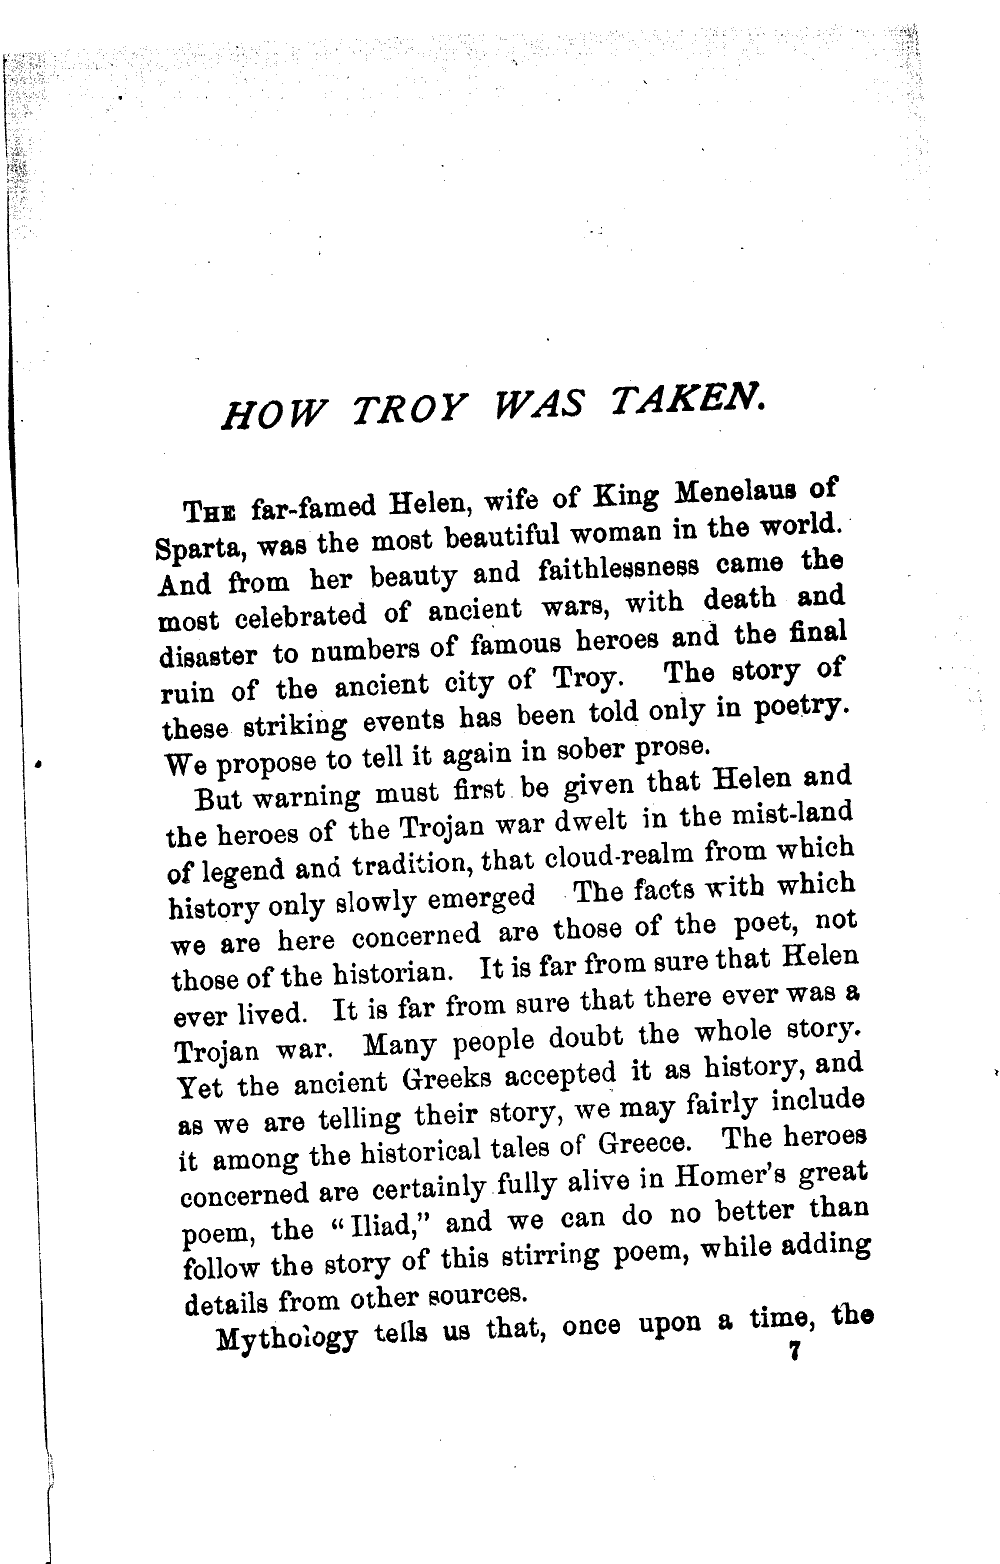 HOW TROY WAS TAKEN.
THE far-famed Helen, wife of King Menelaus of
Sparta, was the most beautiful woman in the world.
And from her beauty and faithlessness came the
most celebrated of ancient wars, with death and
disaster to numbers of famous heroes and the final
ruin of the ancient city of Troy. The story of
these striking events has been told only in poetry.
We propose to tell it again in sober prose.
But warning must first be given that Helen and
the heroes of the Trojan war dwelt in the mist-land
of legend and tradition, that cloud-realm from which
history only slowly emerged The facts with which
we are here concerned are those of the poet, not
those of the historian. It is far from sure that Helen
ever lived. It is far from sure that there ever was a
Trojan war. Many people doubt the whole story.
Yet the ancient Greeks accepted it as history, and
as we are telling their story, we may fairly include
it among the historical tales of Greece. The heroes
concerned are certainly fully alive in Homer's great
poem, the “Iliad,” and we can do no better than
follow the story of this stirring poem, while adding
details from other sources.
Mythology tells us that, once upon a time, the
7